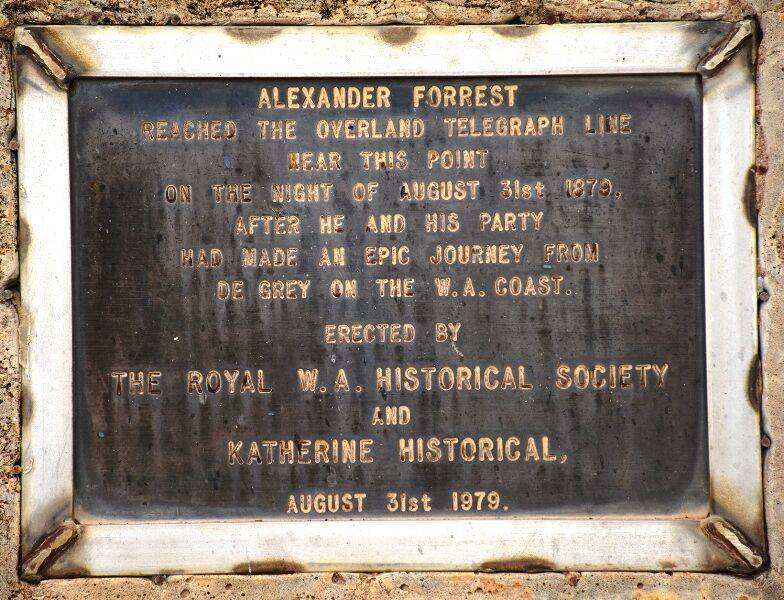 ALEXANDER FORREST
REACHED THE OVERLAND TELEGRAPH LINE
NEAR THIS POINT
ON THE NIGHT OF AUGUST 31st 1879,
AFTER HE AND HIS PARTY
HAD MADE AN EPIC JOURNEY FROM
DE GREY ON THE W.A. COAST.
ERECTED BY
THE ROYAL W.A. HISTORICAL SOCIETY
AND
KATHERINE HISTORICAL,
AUGUST 31st 1979.